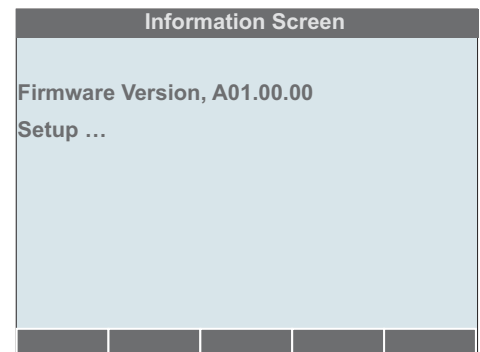 Information Screen
Firmware Version, A01.00.00
Setup …